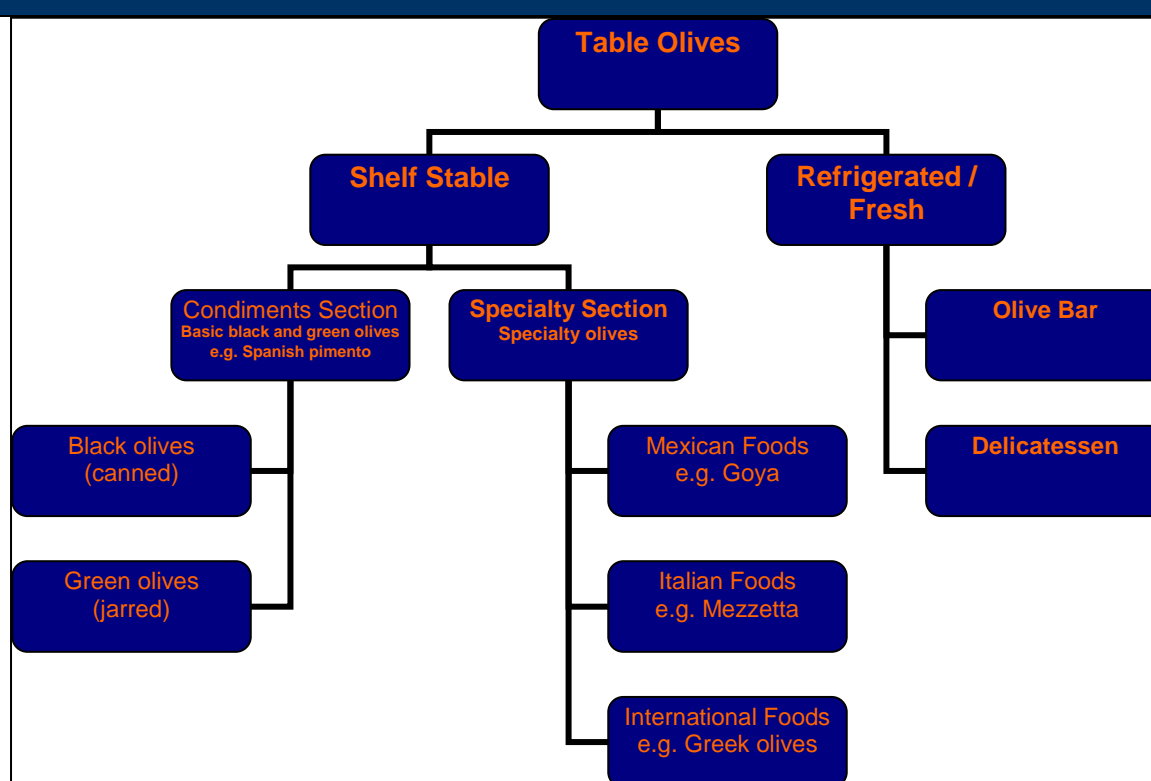 Table Olives
Shelf Stable
Refrigerated /
Fresh
Condiments Section
Basic black and green olives
e.g. Spanish pimento
Specialty Section
Specialty olives
Olive Bar
Black olives
(canned)
Mexican Foods
e.g. Goya
Delicatessen
Green olives
(jarred)
Italian Foods
e.g. Mezzetta
International Foods
e.g. Greek olives